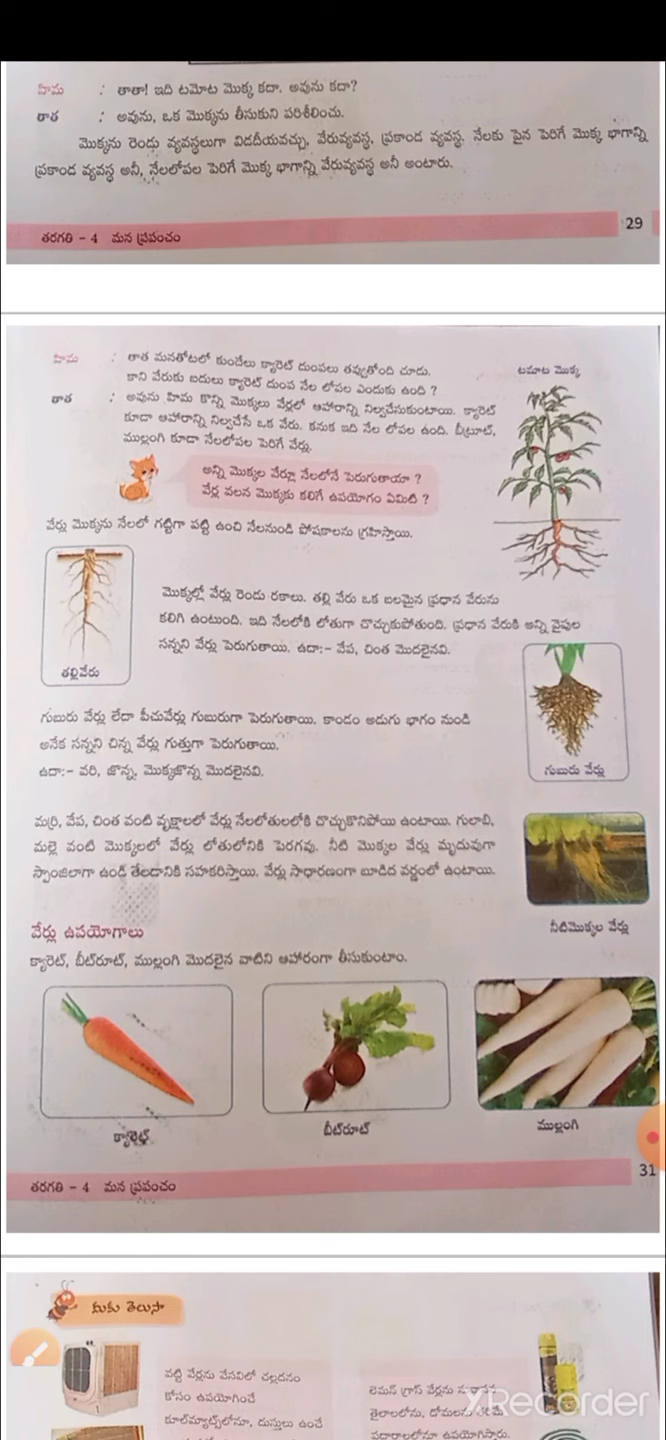 హిమ : తాతా! ఇది టమోట మొక్క కదా. అవును కదా?
తాత : అవును, ఒక మొక్కను తీసుకుని పరిశీలించు.
మొక్కను రెండు వ్యవస్థలుగా విడదీయవచ్చు, వేరువ్యవస్థ, ప్రకాండ వ్యవస్థ. నేలకు పైన పెరిగే మొక్క భాగాన్ని
ప్రకాండ వ్యవస్థ అనీ, నేలలోపల పెరిగే మొక్క భాగాన్ని వేరువ్యవస్థ అనీ అంటారు.
29
తరగతి - 4 మన ప్రపంచం
హిమ : తాత మనతోటలో కుందేలు క్యారెట్ దుంపలు తవ్వుతోంది చూడు.
కాని వేరుకు బదులు క్యారెట్ దుంప నేల లోపల ఎందుకు ఉంది ?
తాత : అవును హిమ కొన్ని మొక్కలు వేర్లలో ఆహారాన్ని నిల్వచేసుకుంటాయి. క్యారెట్
కూడా ఆహారాన్ని నిల్వచేసే ఒక వేరు. కనుక ఇది నేల లోపల ఉంది. బీట్రూట్,
ముల్లంగి కూడా నేలలోపల పెరిగే వేర్లు.
టమాట మొక్క
అన్ని మొక్కల వేర్లూ నేలలోనే పెరుగుతాయా ?
వేర్ల వలన మొక్కకు కలిగే ఉపయోగం ఏమిటి ?
వేర్లు మొక్కను నేలలో గట్టిగా పట్టి ఉంచి నేలనుండి పోషకాలను గ్రహిస్తాయి.
మొక్కల్లో వేర్లు రెండు రకాలు. తల్లి వేరు ఒక బలమైన ప్రధాన వేరును
కలిగి ఉంటుంది. ఇది నేలలోకి లోతుగా చొచ్చుకుపోతుంది. ప్రధాన వేరుకి అన్ని వైపుల
సన్నని వేర్లు పెరుగుతాయి. ఉదా:- వేప, చింత మొదలైనవి.
తల్లివేరు
గుబురు వేర్లు లేదా పీచువేర్లు గుబురుగా పెరుగుతాయి. కాండం అడుగు భాగం నుండి
అనేక సన్నని చిన్న వేర్లు గుత్తుగా పెరుగుతాయి.
ఉదా:- వరి, జొన్న, మొక్కజొన్న మొదలైనవి.
గుబురు వేర్లు
మర్రి, వేప, చింత వంటి వృక్షాలలో వేర్లు నేలలోతులలోకి చొచ్చుకొనిపోయి ఉంటాయి. గులాబి,
మల్లె వంటి మొక్కలలో వేర్లు లోతులోనికి పెరగవు. నీటి మొక్కల వేర్లు మృదువుగా
స్పాంజిలాగా ఉండి తేలడానికి సహకరిస్తాయి. వేర్లు సాధారణంగా బూడిద వర్ణంలో ఉంటాయి.
నీటిమొక్కల వేర్లు
వేర్లు ఉపయోగాలు
క్యారెట్, బీట్‌రూట్, ముల్లంగి మొదలైన వాటిని ఆహారంగా తీసుకుంటాం.
క్యారెట్
బీట్‌రూట్
ముల్లంగి
31
తరగతి - 4 మన ప్రపంచం
మీకు తెలుసా
వట్టి వేర్లను వేసవిలో చల్లదనం
కోసం ఉపయోగించే
కూల్‌మ్యాట్స్‌లోనూ, దుస్తులు ఉంచే
లెమన్ గ్రాస్ వేర్లను
తైలాలలోను, దోమలను
పదార్థాలలోనూ ఉపయోగిస్తారు.
XRecorder